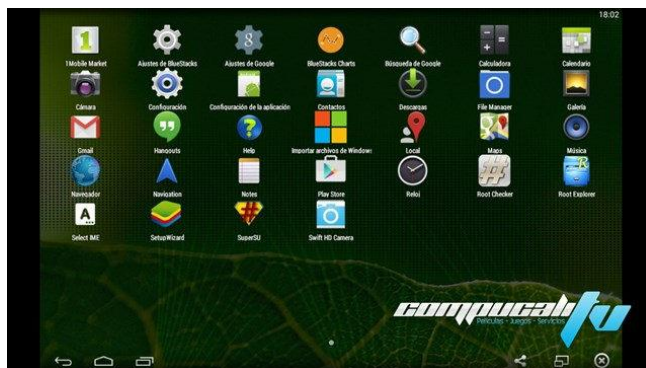 18:02
1Mobile Market Ajustes de BlueStacks Ajustes de Google BlueStacks Charts Búsqueda de Google Calculadora Calendario
Cámara Configuración Configuración de la aplicación Contactos Descargas File Manager Galería
Gmail Hangouts Help Importar archivos de Windows Local Maps Música
Navegador Navigation Notes Play Store Reloj Root Checker Root Explorer
Select IME SetupWizard SuperSU Swift HD Camera
compucalitv
Películas - Juegos - Servicios